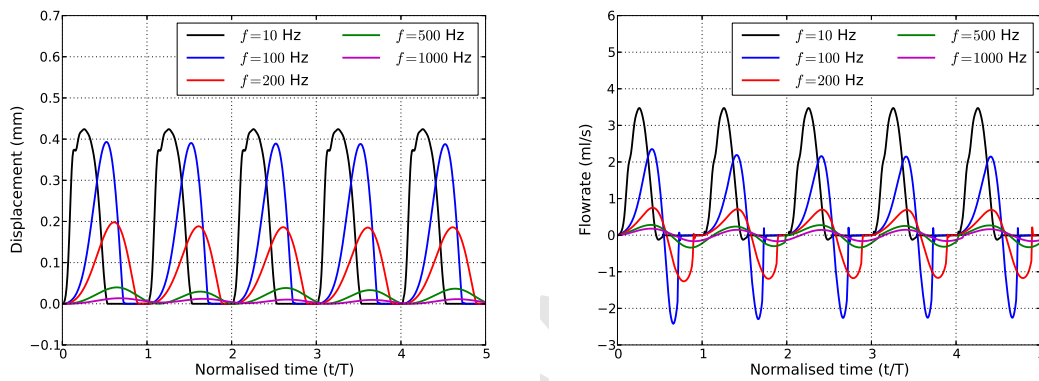 0.7
0.6
0.5
0.4
0.3
0.2
0.1
0.0
−0.1
0 1 2 3 4 5
Displacement (mm)
Normalised time (t/T)
f=10 Hz
f=100 Hz
f=200 Hz
f=500 Hz
f=1000 Hz
6
5
4
3
2
1
0
−1
−2
−3
0 1 2 3 4 5
Flowrate (ml/s)
Normalised time (t/T)
f=10 Hz
f=100 Hz
f=200 Hz
f=500 Hz
f=1000 Hz